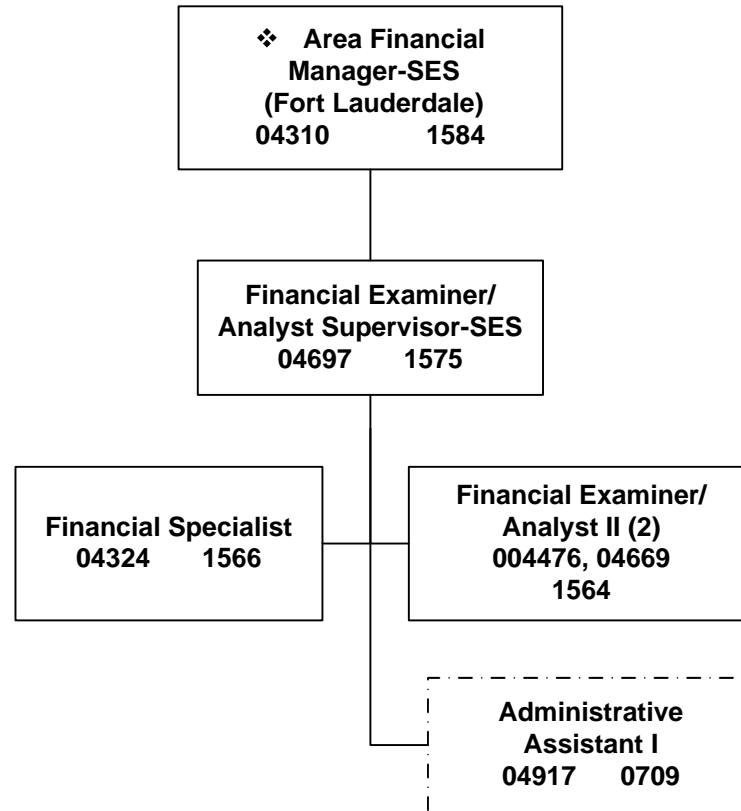 ❖ Area Financial
Manager-SES
(Fort Lauderdale)
04310 1584
Financial Examiner/
Analyst Supervisor-SES
04697 1575
Financial Specialist
04324 1566
Financial Examiner/
Analyst II (2)
004476, 04669
1564
Administrative
Assistant I
04917 0709